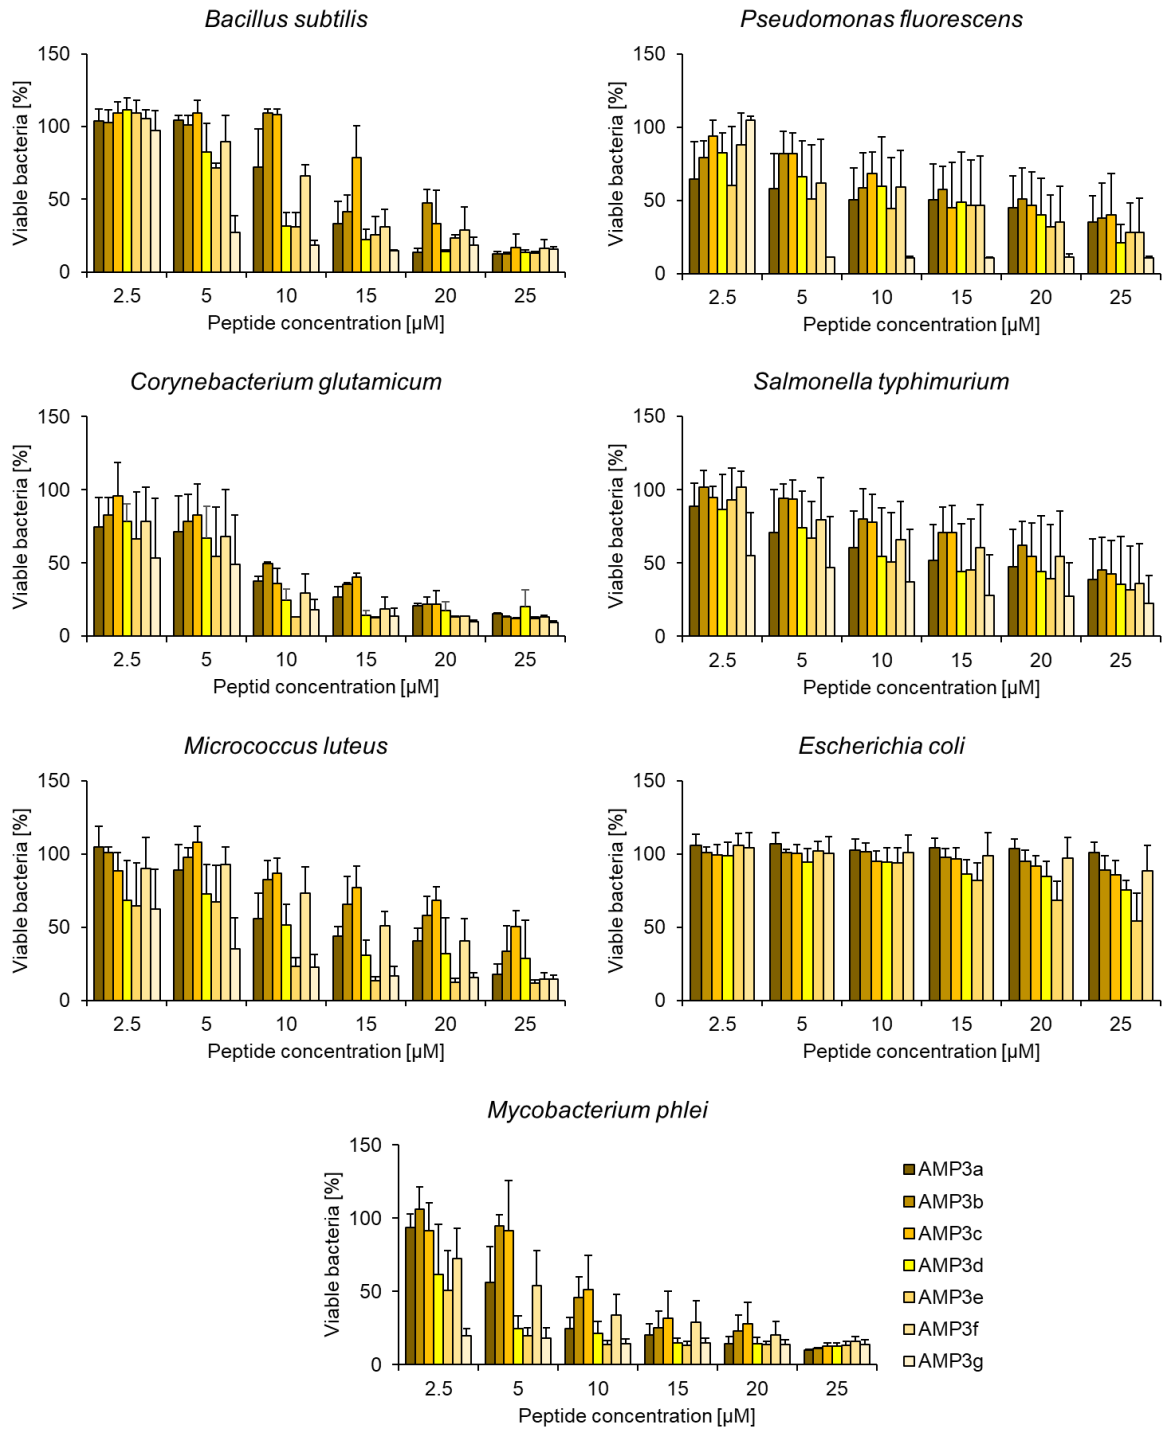 Bacillus subtilis
Viable bacteria [%]
150
100
50
0
2.5 5 10 15 20 25
Peptide concentration [µM]
Pseudomonas fluorescens
Viable bacteria [%]
150
100
50
0
2.5 5 10 15 20 25
Peptide concentration [µM]
Corynebacterium glutamicum
Viable bacteria [%]
150
100
50
0
2.5 5 10 15 20 25
Peptid concentration [µM]
Salmonella typhimurium
Viable bacteria [%]
150
100
50
0
2.5 5 10 15 20 25
Peptide concentration [µM]
Micrococcus luteus
Viable bacteria [%]
150
100
50
0
2.5 5 10 15 20 25
Peptide concentration [µM]
Escherichia coli
Viable bacteria [%]
150
100
50
0
2.5 5 10 15 20 25
Peptide concentration [µM]
Mycobacterium phlei
Viable bacteria [%]
150
100
50
0
2.5 5 10 15 20 25
Peptide concentration [µM]
AMP3a
AMP3b
AMP3c
AMP3d
AMP3e
AMP3f
AMP3g